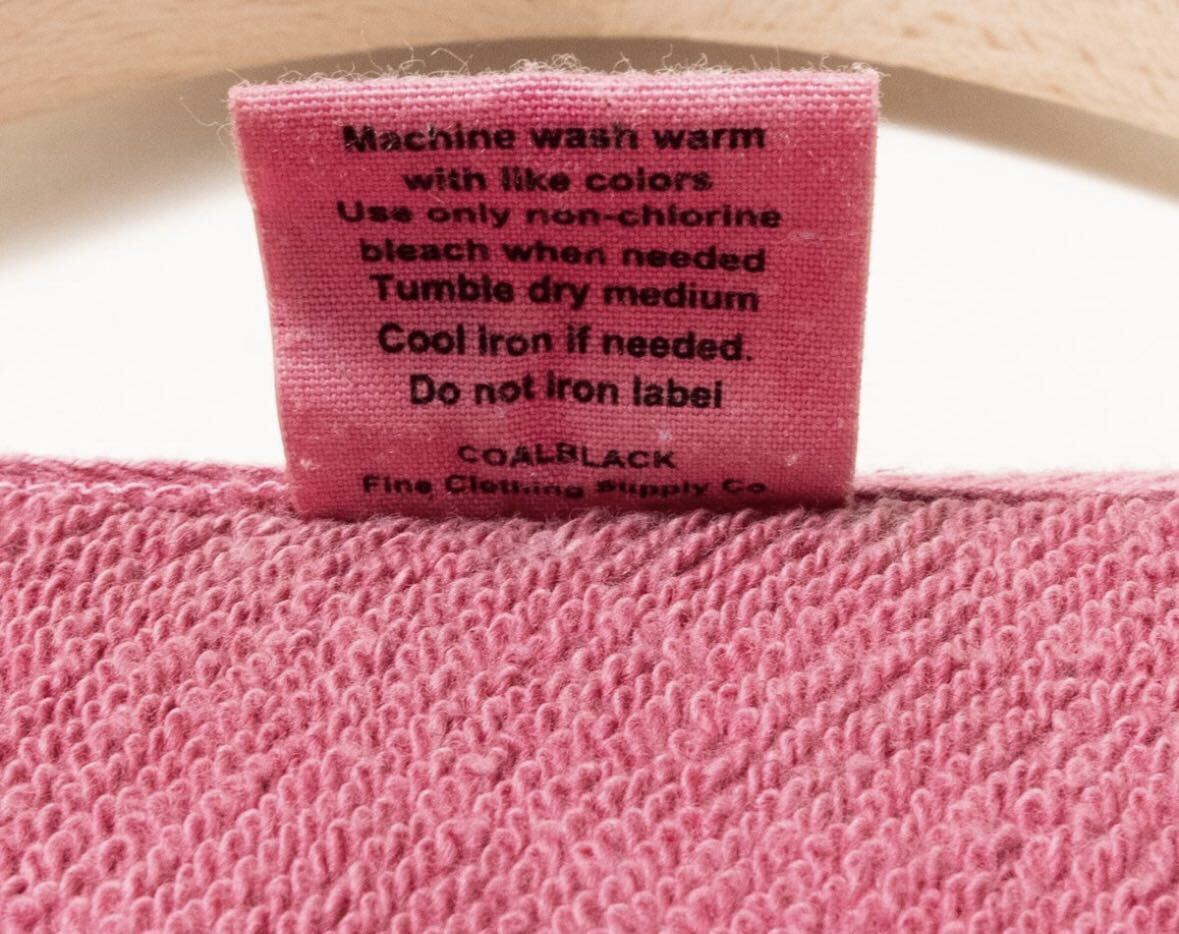 Machine wash warm
with like colors
Use only non-chlorine
bleach when needed
Tumble dry medium
Cool iron if needed.
Do not iron label
COALBLACK
Fine Clothing Supply Co